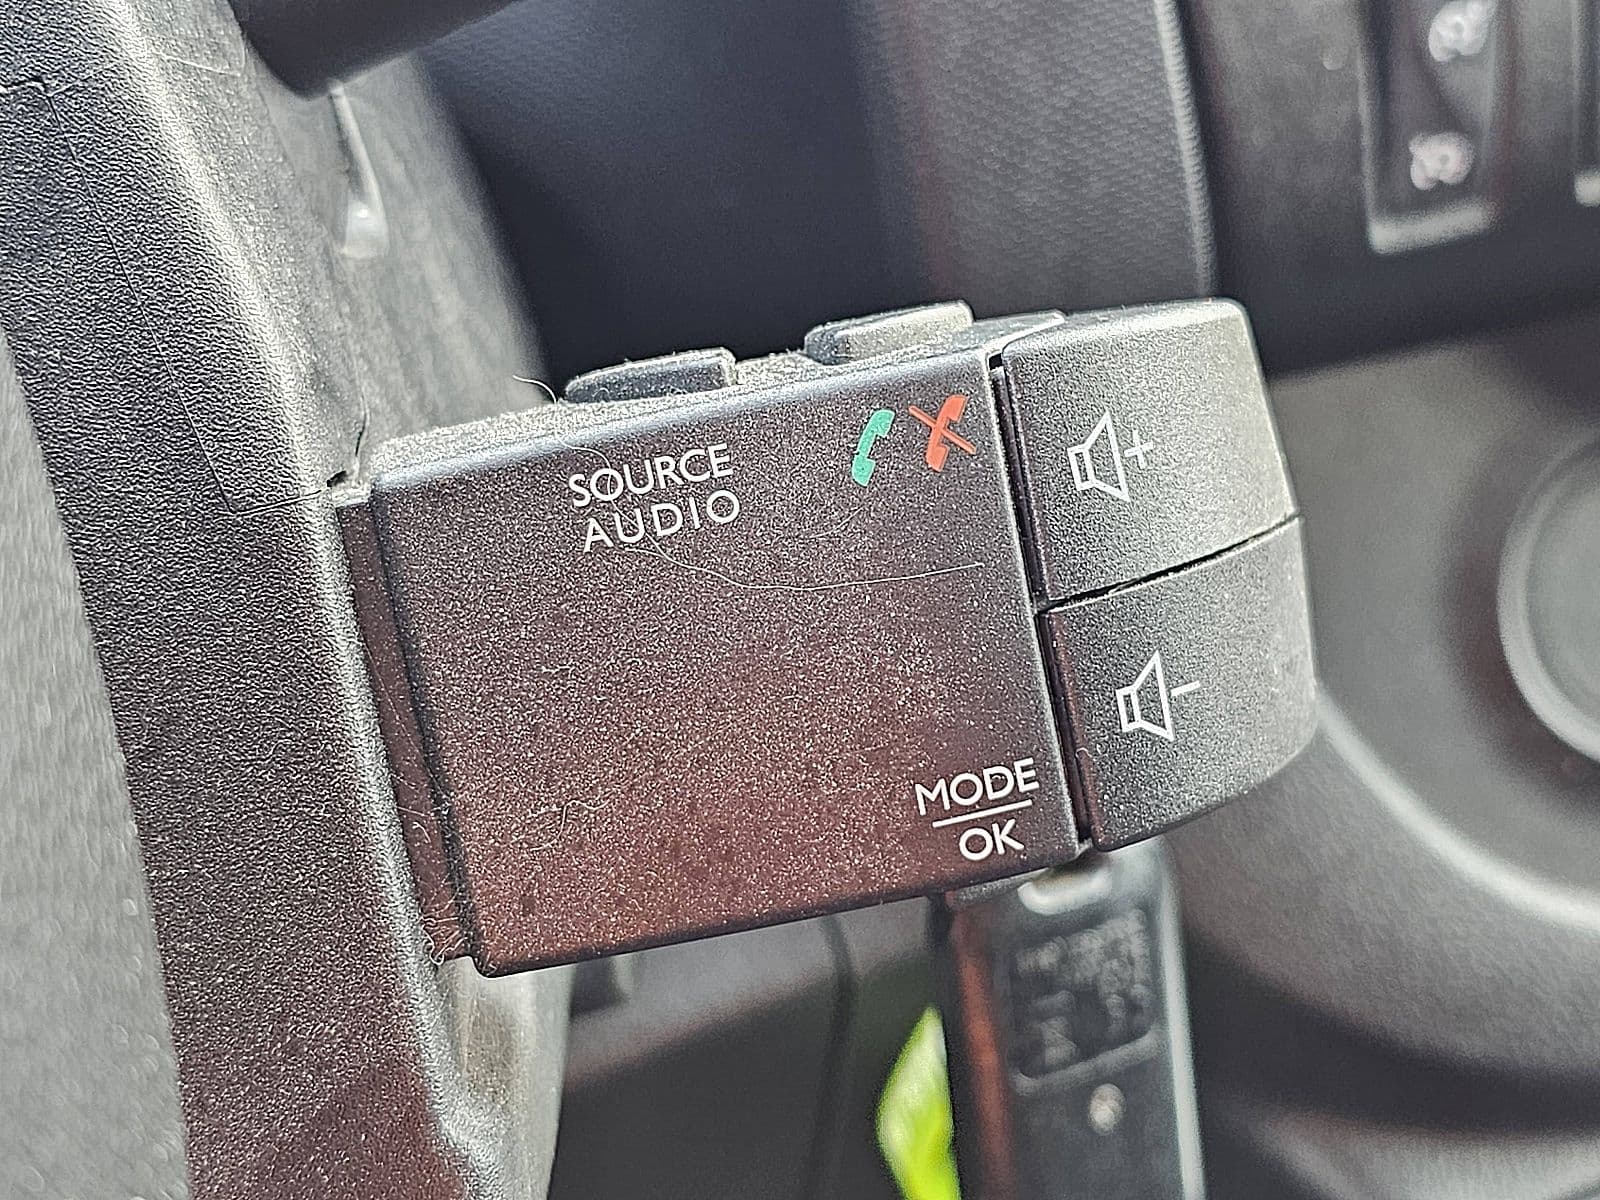 SOURCE
AUDIO
+
-
MODE
OK